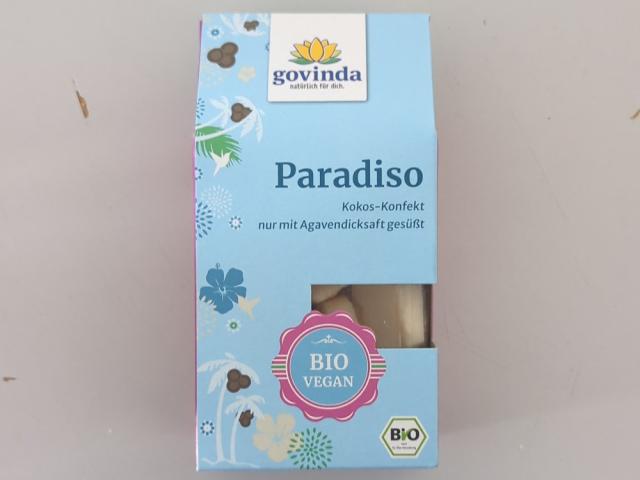 govinda
natürlich für dich.
Paradiso
Kokos-Konfekt
nur mit Agavendicksaft gesüßt
BIO
VEGAN
BiO